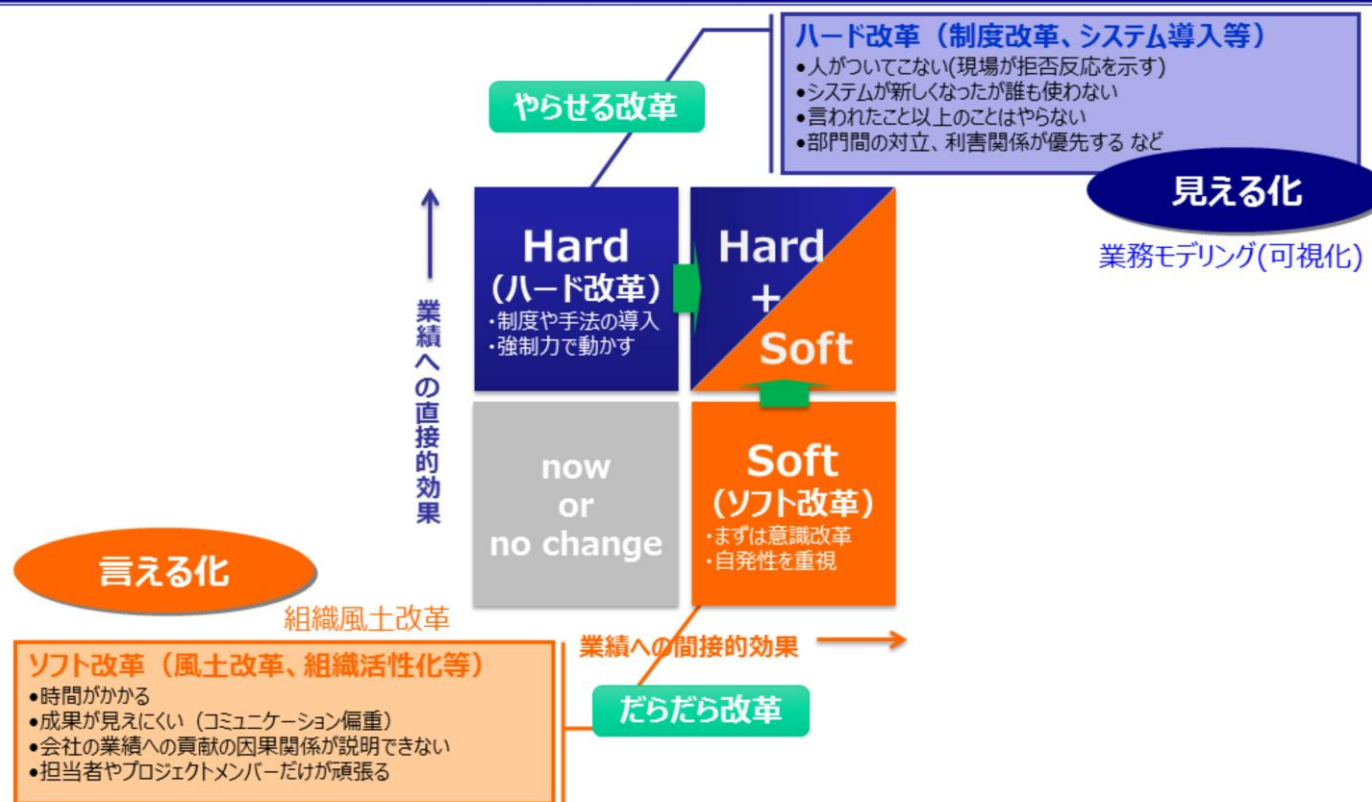 ハード改革（制度改革、システム導入等）
•人がついてこない(現場が拒否反応を示す)
•システムが新しくなったが誰も使わない
•言われたこと以上のことはやらない
•部門間の対立、利害関係が優先する など
やらせる改革
見える化
業務モデリング(可視化)
業績への直接的効果
Hard
（ハード改革）
・制度や手法の導入
・強制力で動かす
Hard
+
Soft
now
or
no change
Soft
（ソフト改革）
・まずは意識改革
・自発性を重視
言える化
組織風土改革
業績への間接的効果
ソフト改革（風土改革、組織活性化等）
•時間がかかる
•成果が見えにくい（コミュニケーション偏重）
•会社の業績への貢献の因果関係が説明できない
•担当者やプロジェクトメンバーだけが頑張る
だらだら改革